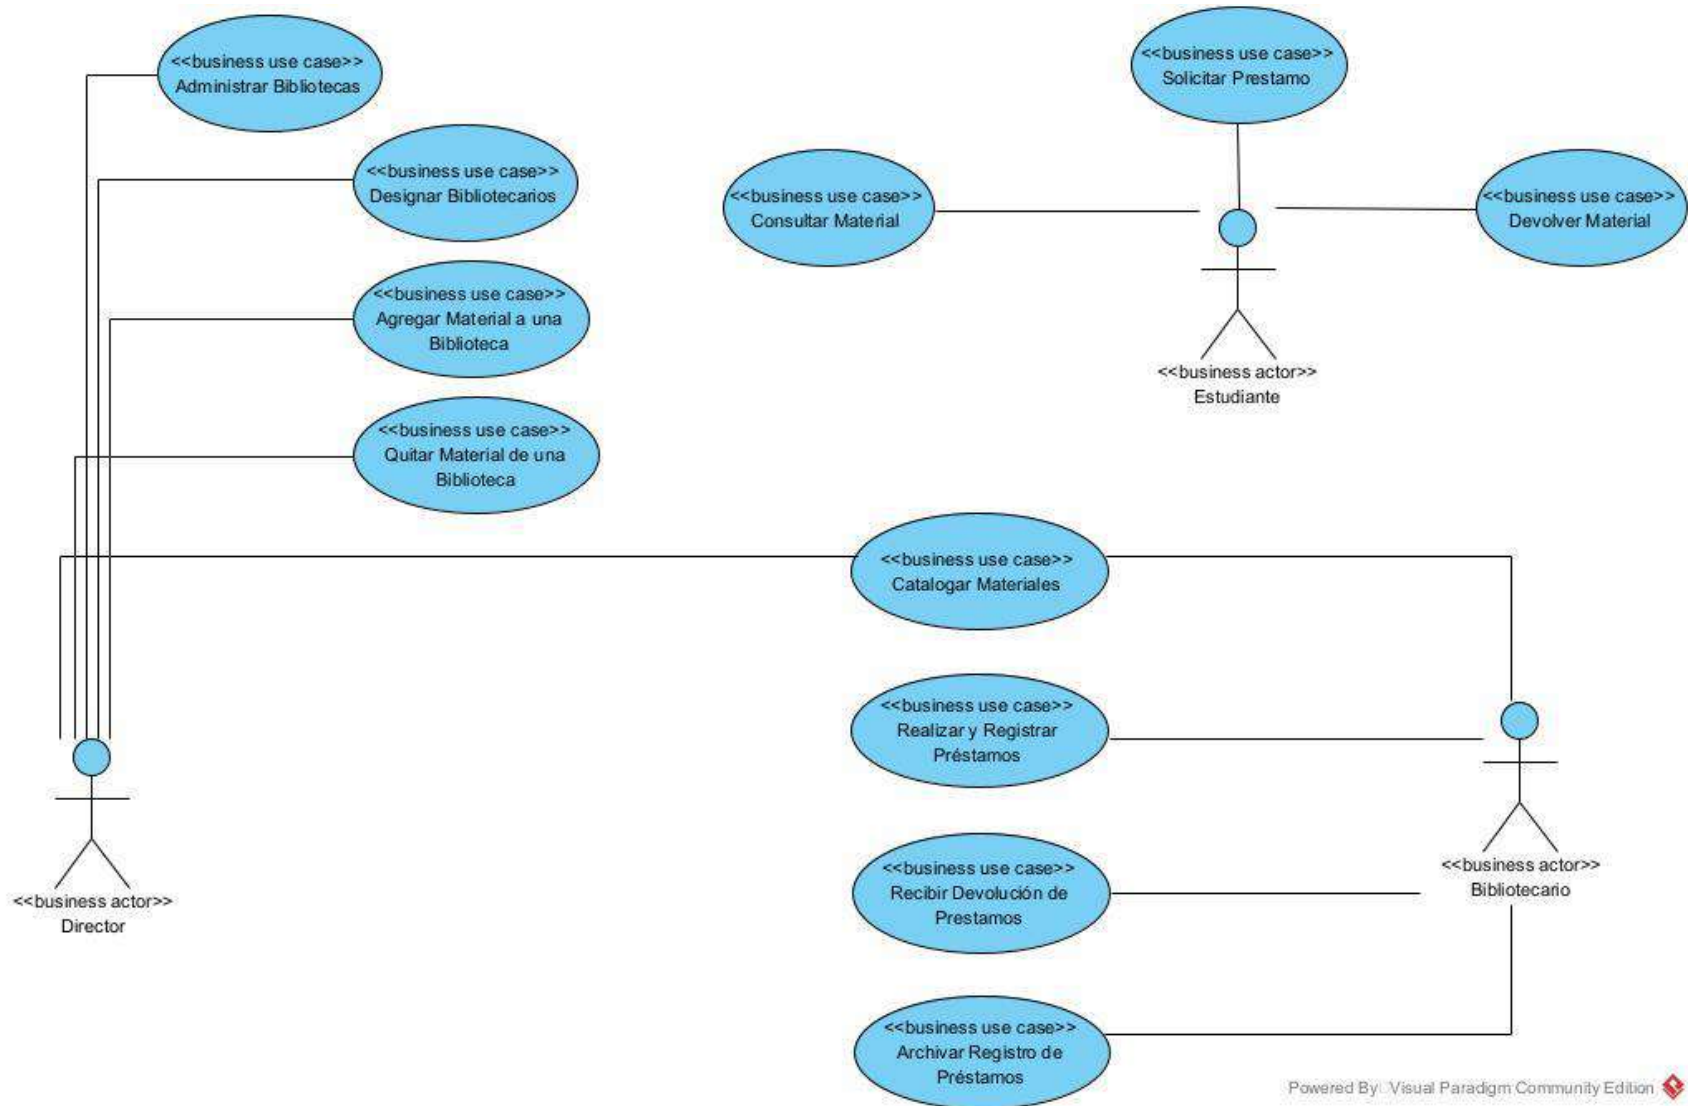 <<business use case>>
Administrar Bibliotecas
<<business use case>>
Designar Bibliotecarios
<<business use case>>
Agregar Material a una
Biblioteca
<<business use case>>
Quitar Material de una
Biblioteca
<<business use case>>
Solicitar Prestamo
<<business use case>>
Consultar Material
<<business use case>>
Devolver Material
<<business actor>>
Estudiante
<<business use case>>
Catalogar Materiales
<<business use case>>
Realizar y Registrar
Préstamos
<<business use case>>
Recibir Devolución de
Prestamos
<<business use case>>
Archivar Registro de
Préstamos
<<business actor>>
Director
<<business actor>>
Bibliotecario
Powered By: Visual Paradigm Community Edition